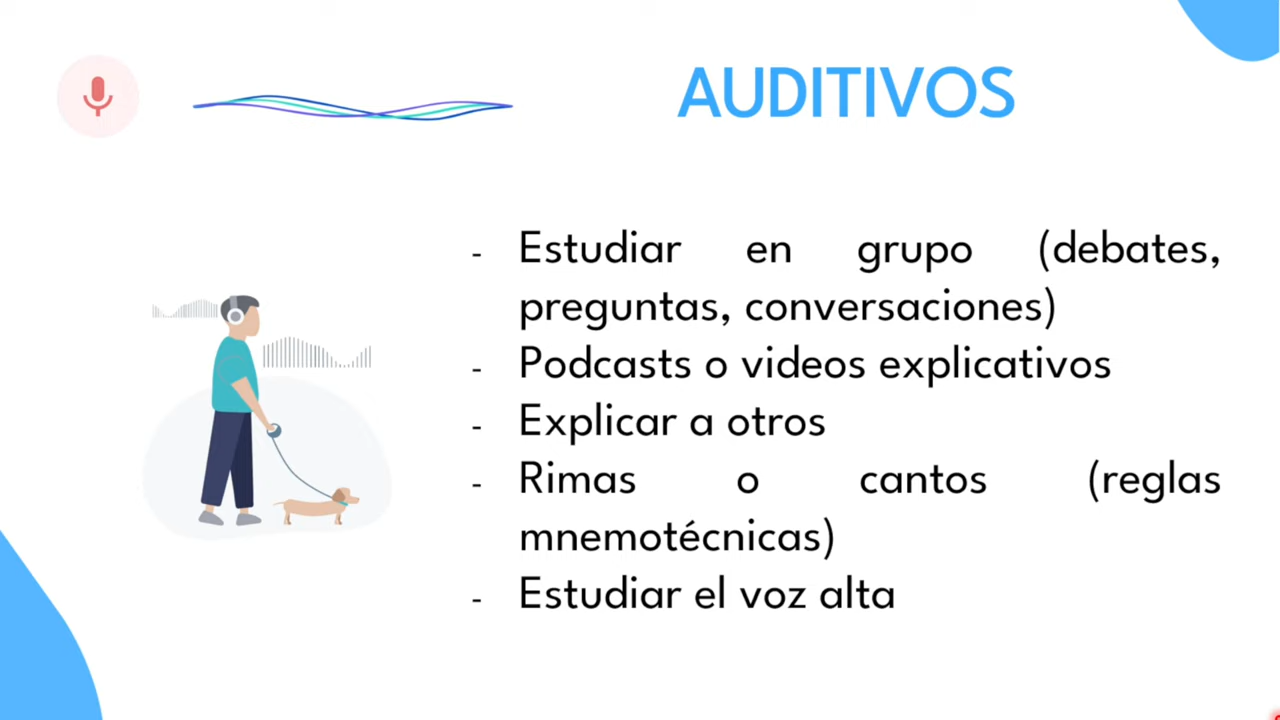 AUDITIVOS
- Estudiar en grupo (debates,
preguntas, conversaciones)
- Podcasts o videos explicativos
- Explicar a otros
- Rimas o cantos (reglas
mnemotécnicas)
- Estudiar el voz alta